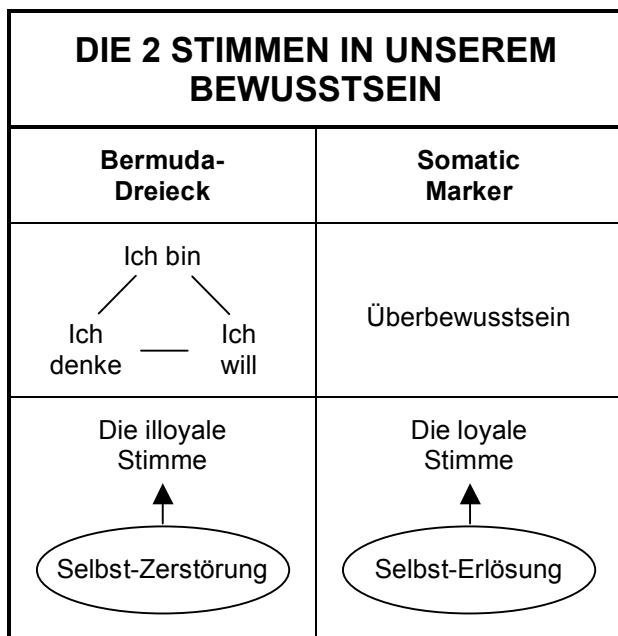 DIE 2 STIMMEN IN UNSEREM
BEWUSSTSEIN
Bermuda-
Dreieck
Somatic
Marker
Ich bin
Ich
denke
Ich
will
Überbewusstsein
Die illoyale
Stimme
Selbst-Zerstörung
Die loyale
Stimme
Selbst-Erlösung